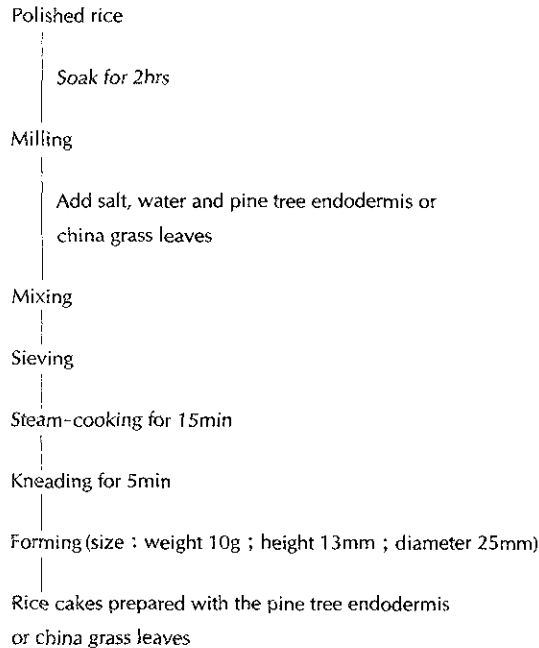 Polished rice
Soak for 2hrs
Milling
Add salt, water and pine tree endodermis or
china grass leaves
Mixing
Sieving
Steam-cooking for 15min
Kneading for 5min
Forming (size : weight 10g ; height 13mm ; diameter 25mm)
Rice cakes prepared with the pine tree endodermis
or china grass leaves